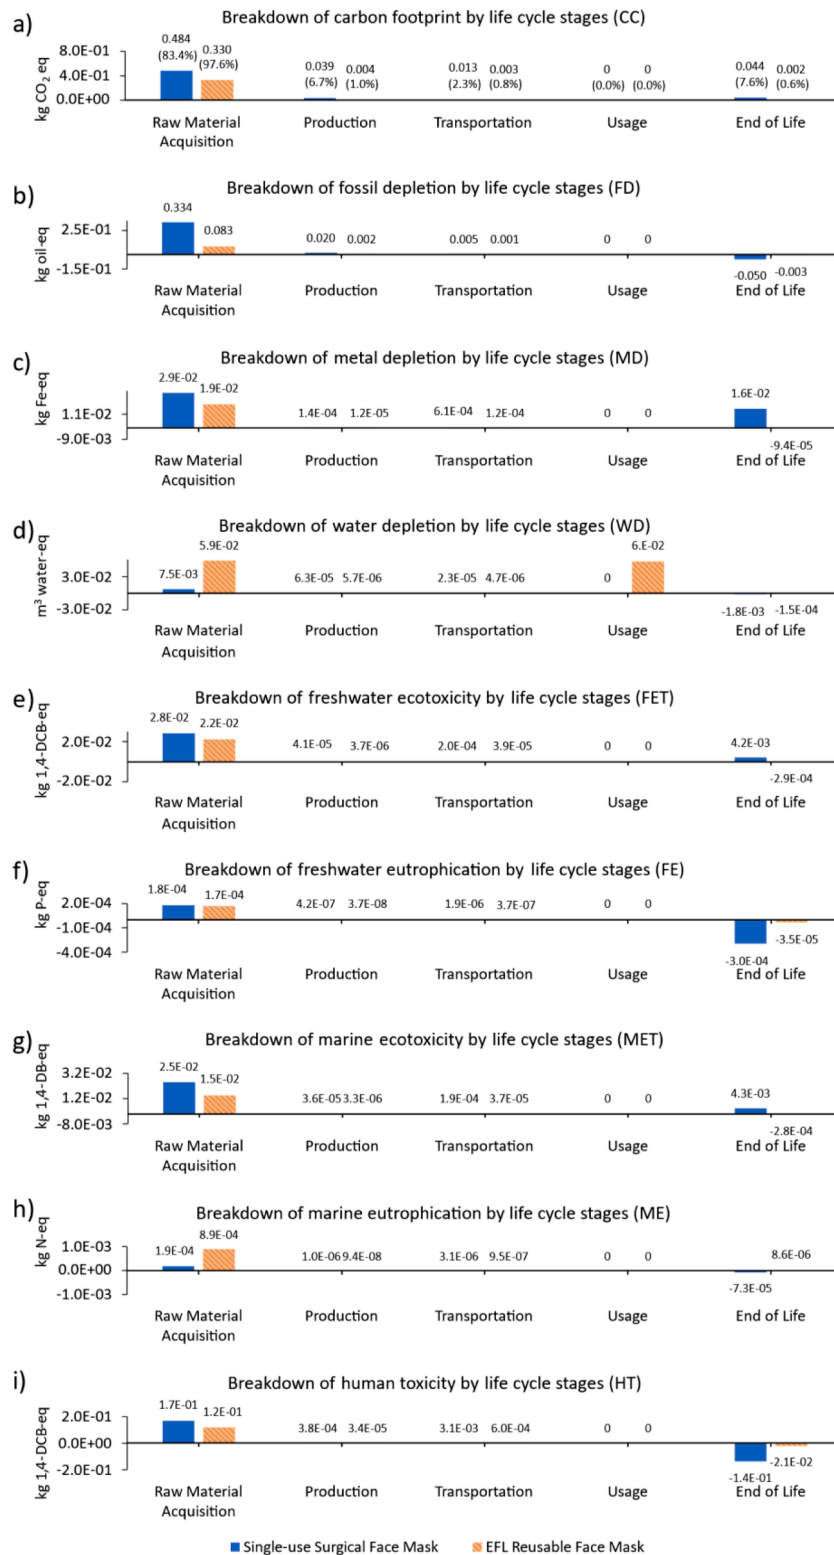 a) Breakdown of carbon footprint by life cycle stages (CC)
kg CO₂ eq
8.0E-01
4.0E-01
0.0E+00
0.484 (83.4%) 0.330 (97.6%)
0.039 (6.7%) 0.004 (1.0%)
0.013 (2.3%) 0.003 (0.8%)
0 (0.0%) 0 (0.0%)
0.044 (7.6%) 0.002 (0.6%)
Raw Material Acquisition Production Transportation Usage End of Life
b) Breakdown of fossil depletion by life cycle stages (FD)
kg oil-eq
2.5E-01
-1.5E-01
0.334 0.083
0.020 0.002
0.005 0.001
0 0
-0.050 -0.003
Raw Material Acquisition Production Transportation Usage End of Life
c) Breakdown of metal depletion by life cycle stages (MD)
kg Fe-eq
1.1E-02
-9.0E-03
2.9E-02 1.9E-02
1.4E-04 1.2E-05
6.1E-04 1.2E-04
0 0
1.6E-02 -9.4E-05
Raw Material Acquisition Production Transportation Usage End of Life
d) Breakdown of water depletion by life cycle stages (WD)
m³ water-eq
3.0E-02
-3.0E-02
7.5E-03 5.9E-02
6.3E-05 5.7E-06
2.3E-05 4.7E-06
0 6.E-02
-1.8E-03 -1.5E-04
Raw Material Acquisition Production Transportation Usage End of Life
e) Breakdown of freshwater ecotoxicity by life cycle stages (FET)
kg 1,4-DCB-eq
2.0E-02
-2.0E-02
2.8E-02 2.2E-02
4.1E-05 3.7E-06
2.0E-04 3.9E-05
0 0
4.2E-03 -2.9E-04
Raw Material Acquisition Production Transportation Usage End of Life
f) Breakdown of freshwater eutrophication by life cycle stages (FE)
kg P-eq
2.0E-04
-1.0E-04
-4.0E-04
1.8E-04 1.7E-04
4.2E-07 3.7E-08
1.9E-06 3.7E-07
0 0
-3.0E-04 -3.5E-05
Raw Material Acquisition Production Transportation Usage End of Life
g) Breakdown of marine ecotoxicity by life cycle stages (MET)
kg 1,4-DB-eq
3.2E-02
1.2E-02
-8.0E-03
2.5E-02 1.5E-02
3.6E-05 3.3E-06
1.9E-04 3.7E-05
0 0
4.3E-03 -2.8E-04
Raw Material Acquisition Production Transportation Usage End of Life
h) Breakdown of marine eutrophication by life cycle stages (ME)
kg N-eq
1.0E-03
0.0E+00
-1.0E-03
1.9E-04 8.9E-04
1.0E-06 9.4E-08
3.1E-06 9.5E-07
0 0
-7.3E-05 8.6E-06
Raw Material Acquisition Production Transportation Usage End of Life
i) Breakdown of human toxicity by life cycle stages (HT)
kg 1,4-DCB-eq
2.0E-01
0.0E+00
-2.0E-01
1.7E-01 1.2E-01
3.8E-04 3.4E-05
3.1E-03 6.0E-04
0 0
-1.4E-01 -2.1E-02
Raw Material Acquisition Production Transportation Usage End of Life
Single-use Surgical Face Mask EFL Reusable Face Mask